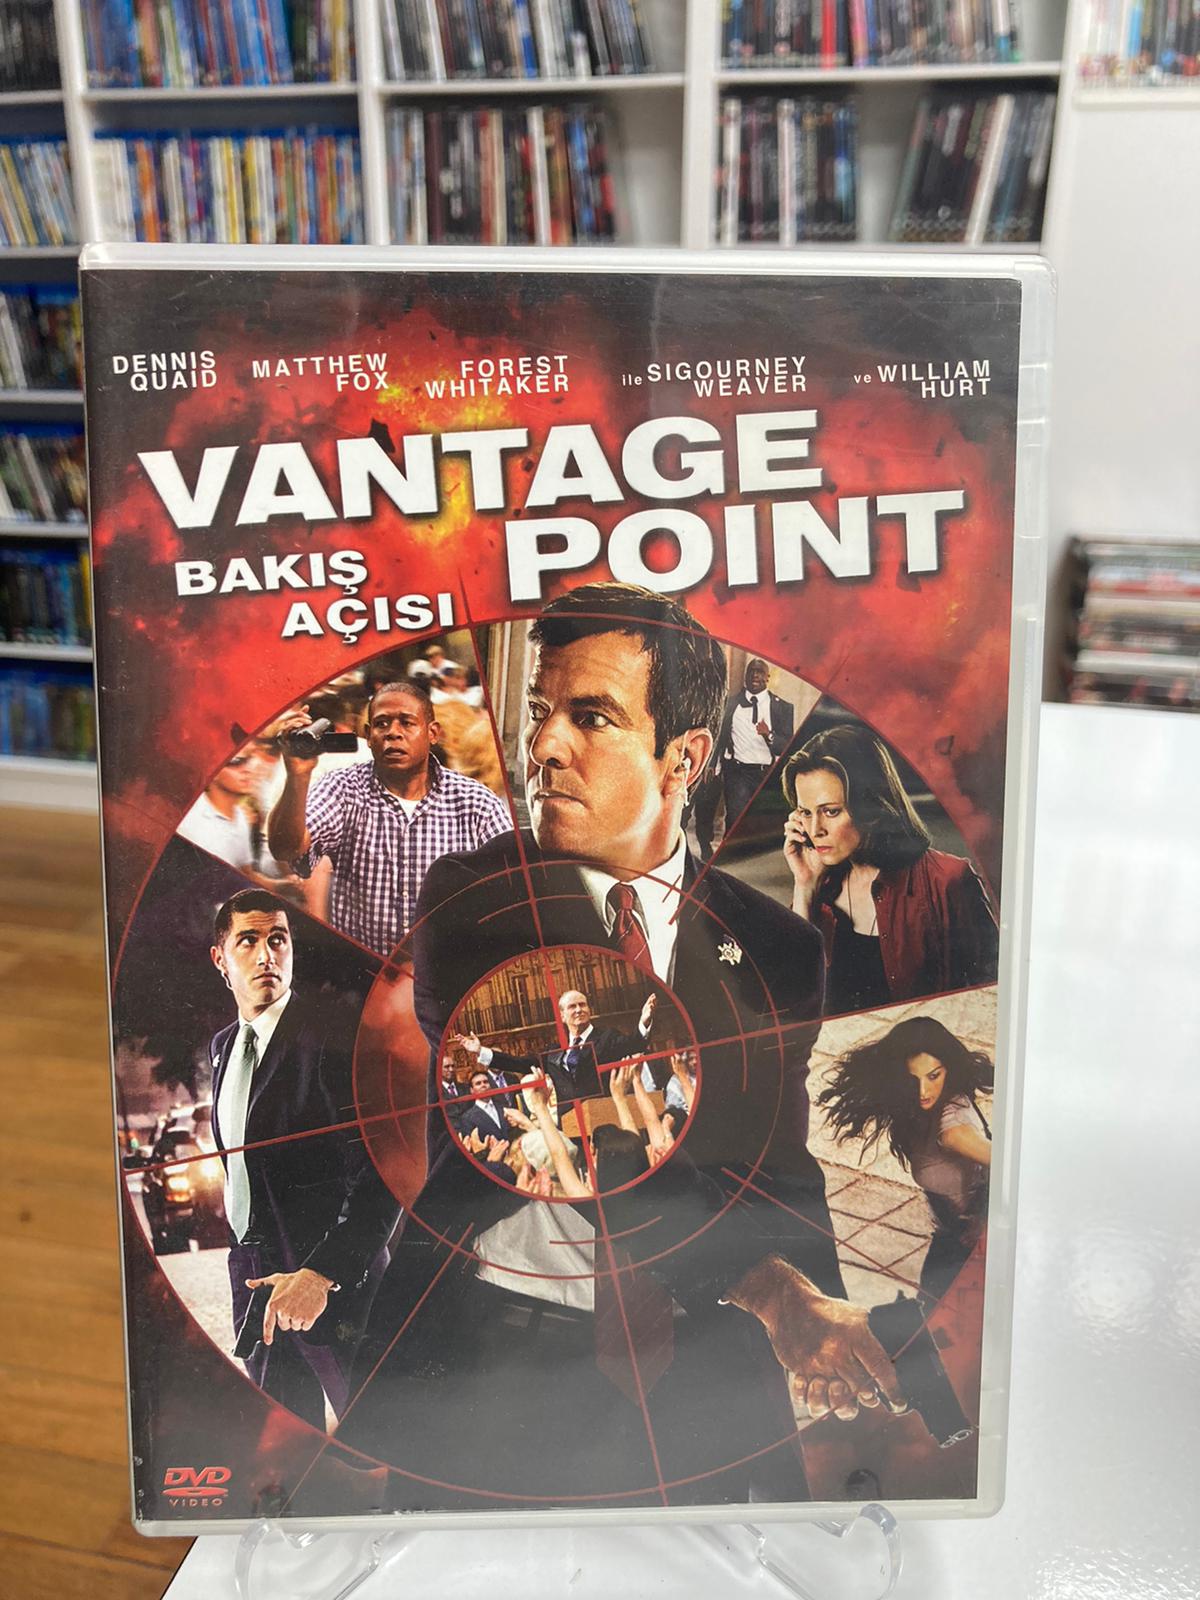 DENNIS QUAID
MATTHEW FOX
FOREST WHITAKER
ile SIGOURNEY WEAVER
ve WILLIAM HURT
VANTAGE
POINT
BAKIŞ
AÇISI
DVD
VIDEO